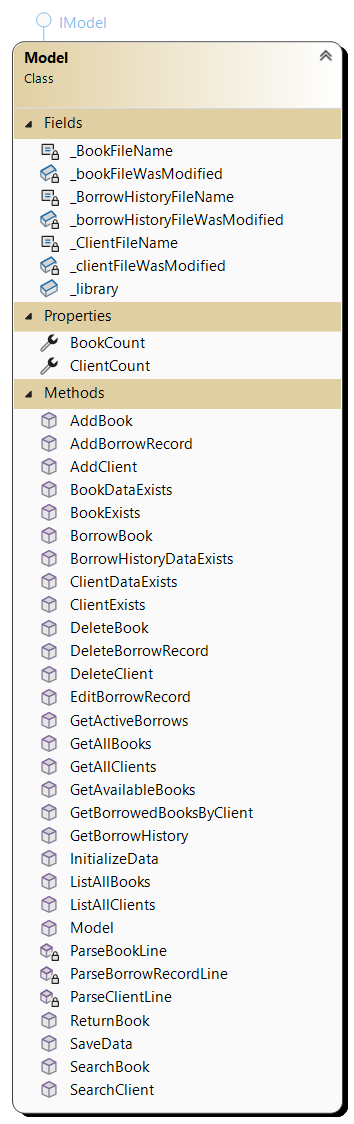 IModel
Model
Class
Fields
_BookFileName
_bookFileWasModified
_BorrowHistoryFileName
_borrowHistoryFileWasModified
_ClientFileName
_clientFileWasModified
_library
Properties
BookCount
ClientCount
Methods
AddBook
AddBorrowRecord
AddClient
BookDataExists
BookExists
BorrowBook
BorrowHistoryDataExists
ClientDataExists
ClientExists
DeleteBook
DeleteBorrowRecord
DeleteClient
EditBorrowRecord
GetActiveBorrows
GetAllBooks
GetAllClients
GetAvailableBooks
GetBorrowedBooksByClient
GetBorrowHistory
InitializeData
ListAllBooks
ListAllClients
Model
ParseBookLine
ParseBorrowRecordLine
ParseClientLine
ReturnBook
SaveData
SearchBook
SearchClient